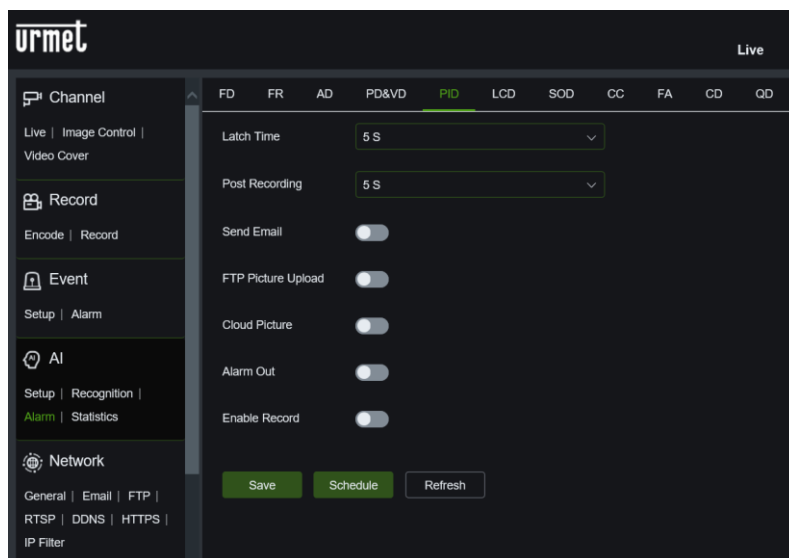 urmet
Live
Channel
Live | Image Control |
Video Cover
Record
Encode | Record
Event
Setup | Alarm
AI
Setup | Recognition |
Alarm | Statistics
Network
General | Email | FTP |
RTSP | DDNS | HTTPS |
IP Filter
FD FR AD PD&VD PID LCD SOD CC FA CD QD
Latch Time 5 S
Post Recording 5 S
Send Email
FTP Picture Upload
Cloud Picture
Alarm Out
Enable Record
Save Schedule Refresh